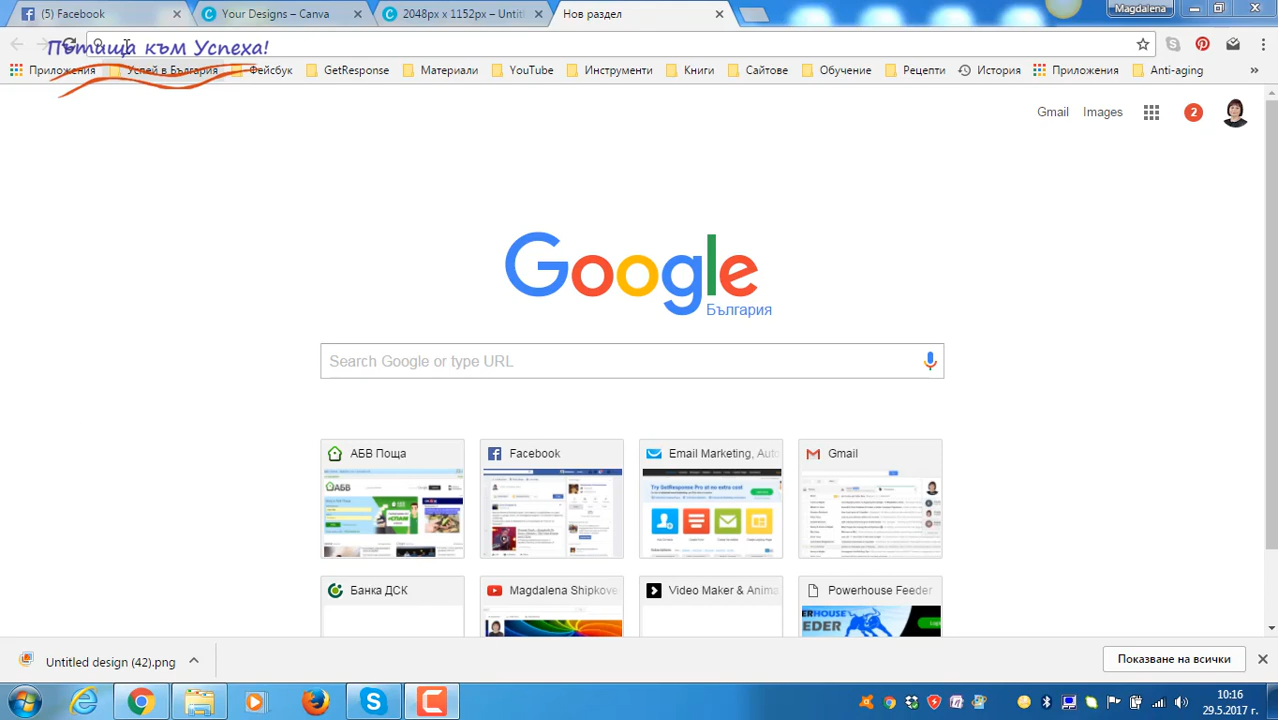 (5) Facebook
Your Designs – Canva
2048px x 1152px – Untit
Нов раздел
Magdalena
Пътища към Успеха!
Приложения
Успей в България
Фейсбук
GetResponse
Материали
YouTube
Инструменти
Книги
Сайтове
Обучение
Рецепти
История
Приложения
Anti-aging
»
Gmail
Images
2
Google
България
Search Google or type URL
АБВ Поща
Facebook
Email Marketing, Auto
Gmail
Банка ДСК
Magdalena Shipkove
Video Maker & Anima
Powerhouse Feeder
Untitled design (42).png
Показване на всички
10:16
29.5.2017 г.